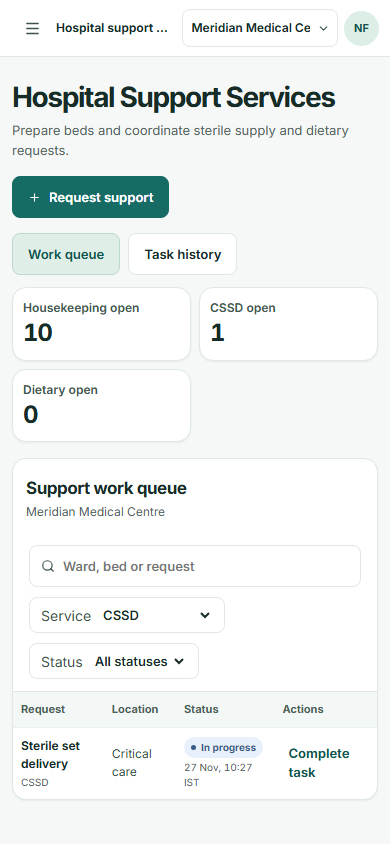 Hospital support ...
Meridian Medical Ce
NF
Hospital Support Services
Prepare beds and coordinate sterile supply and dietary
requests.
+ Request support
Work queue
Task history
Housekeeping open
10
CSSD open
1
Dietary open
0
Support work queue
Meridian Medical Centre
Ward, bed or request
Service CSSD
Status All statuses
Request Location Status Actions
Sterile set
delivery
CSSD
Critical
care
In progress
27 Nov, 10:27
IST
Complete
task